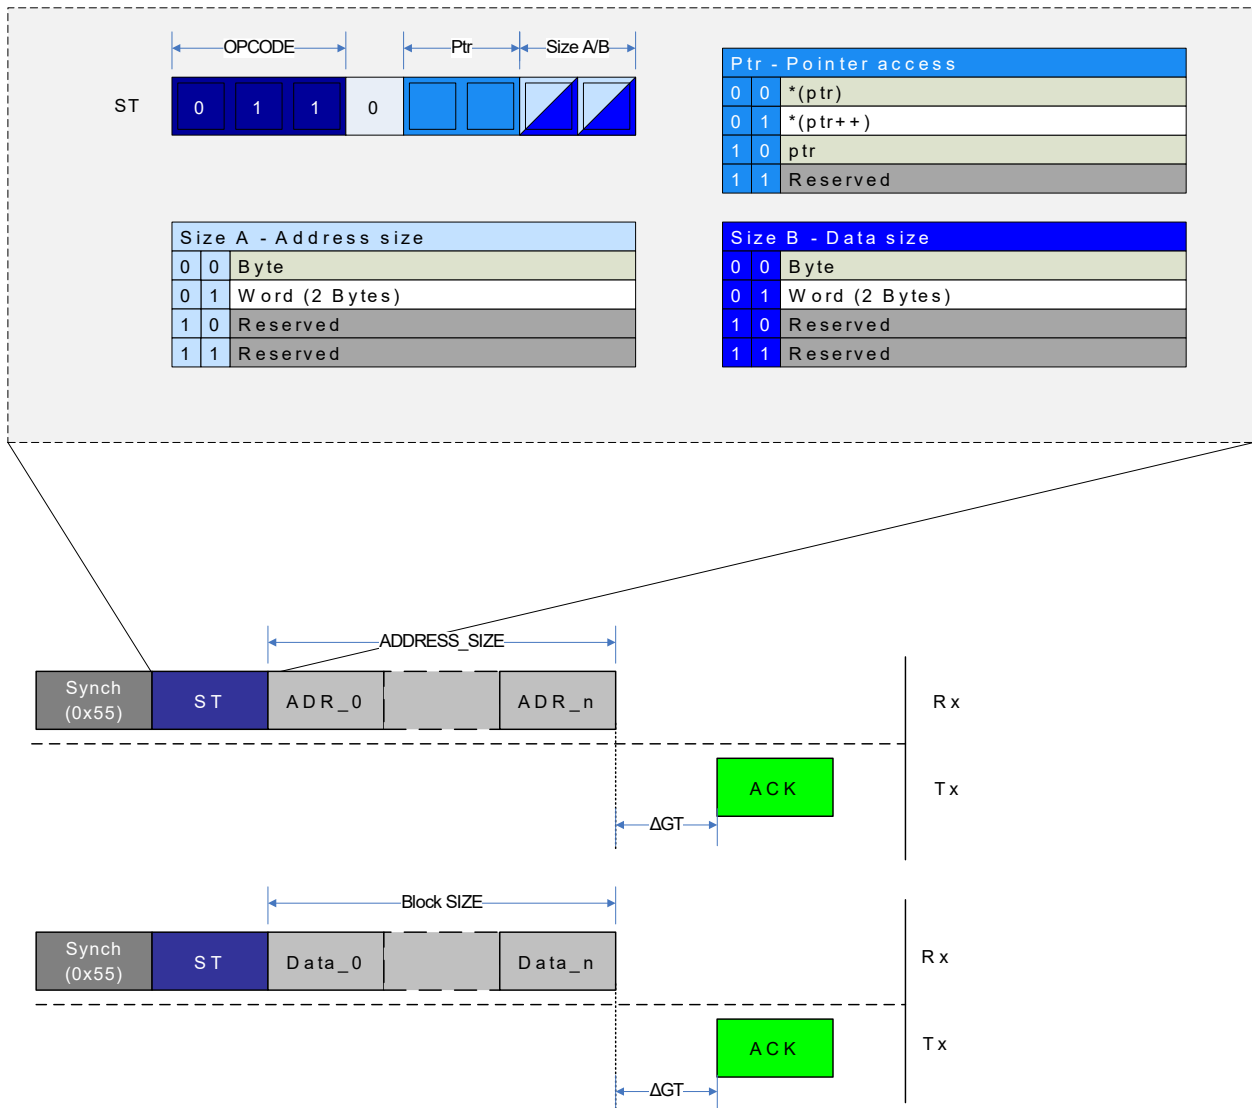 OPCODE Ptr Size A/B
ST 0 1 1 0
Ptr - Pointer access
0 0 *(ptr)
0 1 *(ptr++)
1 0 ptr
1 1 Reserved
Size A - Address size
0 0 Byte
0 1 Word (2 Bytes)
1 0 Reserved
1 1 Reserved
Size B - Data size
0 0 Byte
0 1 Word (2 Bytes)
1 0 Reserved
1 1 Reserved
ADDRESS_SIZE
Synch
(0x55)
ST ADR_0 ADR_n Rx
ACK Tx
ΔGT
Block SIZE
Synch
(0x55)
ST Data_0 Data_n Rx
ACK Tx
ΔGT